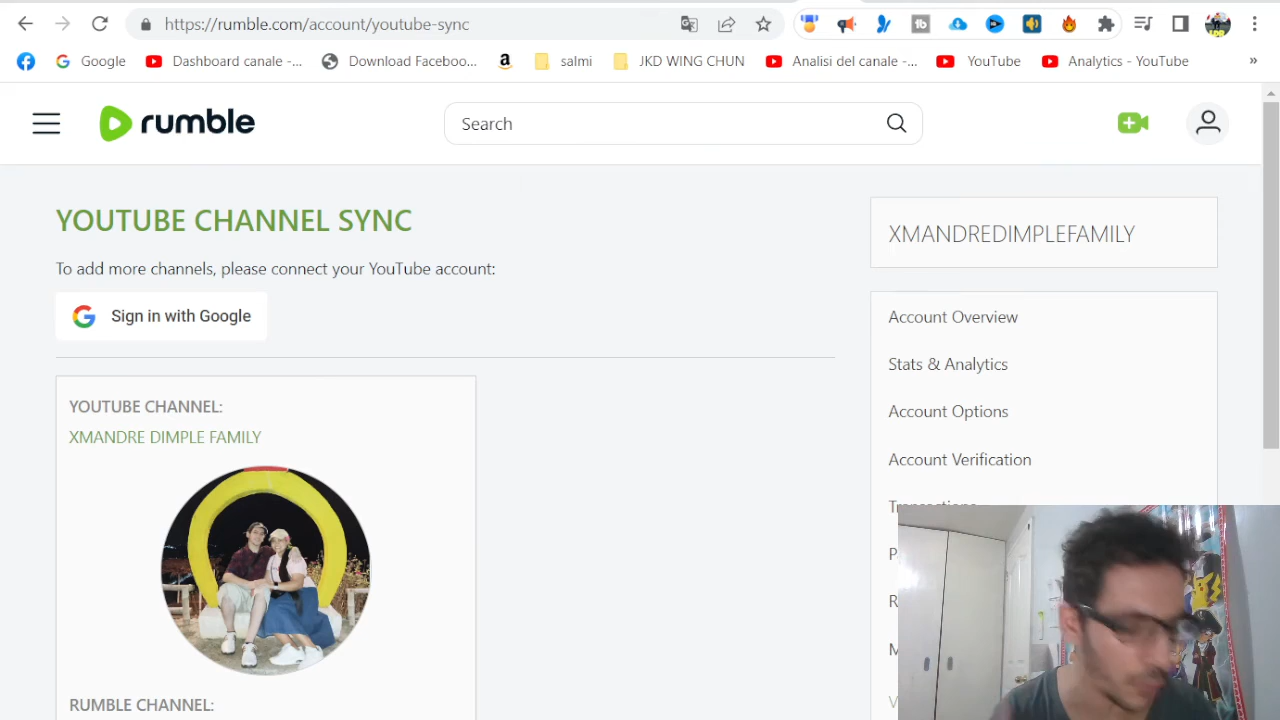 https://rumble.com/account/youtube-sync
Google
Dashboard canale -...
Download Faceboo...
salmi
JKD WING CHUN
Analisi del canale -...
YouTube
Analytics - YouTube
»
rumble
Search
YOUTUBE CHANNEL SYNC
To add more channels, please connect your YouTube account:
Sign in with Google
YOUTUBE CHANNEL:
XMANDRE DIMPLE FAMILY
RUMBLE CHANNEL:
XMANDREDIMPLEFAMILY
Account Overview
Stats & Analytics
Account Options
Account Verification
Transactions